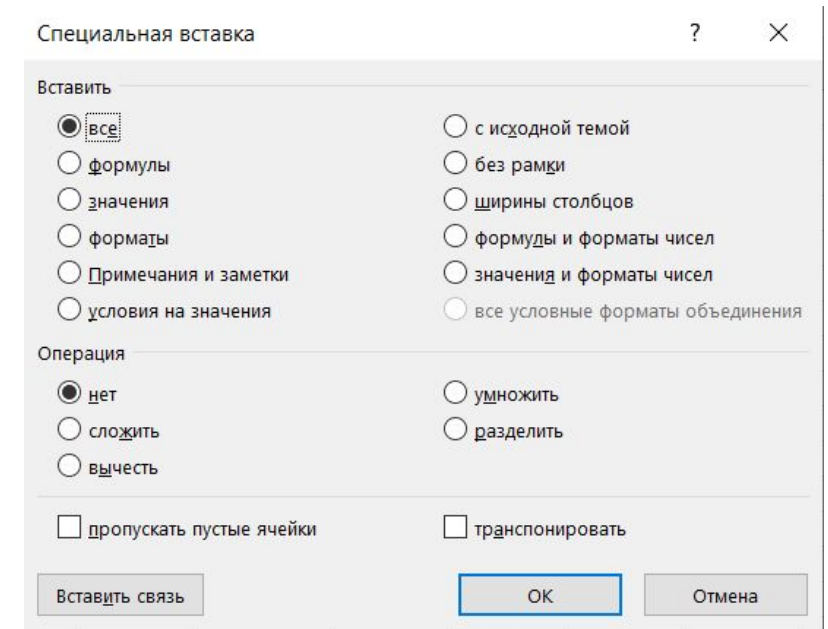 Специальная вставка ?
Вставить
все с исходной темой
формулы без рамки
значения ширины столбцов
форматы формулы и форматы чисел
Примечания и заметки значения и форматы чисел
условия на значения все условные форматы объединения
Операция
нет умножить
сложить разделить
вычесть
пропускать пустые ячейки транспонировать
Вставить связь ОК Отмена